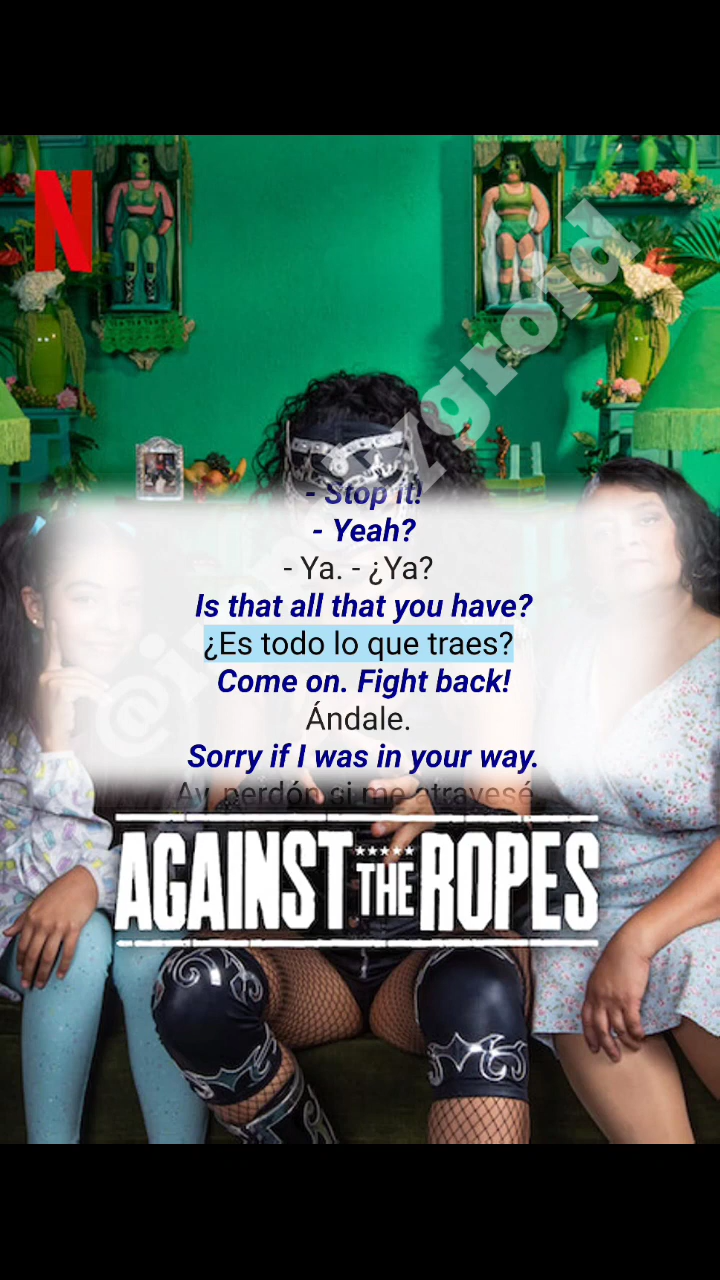 N
- Stop it!
- Yeah?
- Ya. - ¿Ya?
Is that all that you have?
¿Es todo lo que traes?
Come on. Fight back!
Ándale.
Sorry if I was in your way.
Ay, perdón si me atravesé.
AGAINST THE ROPES